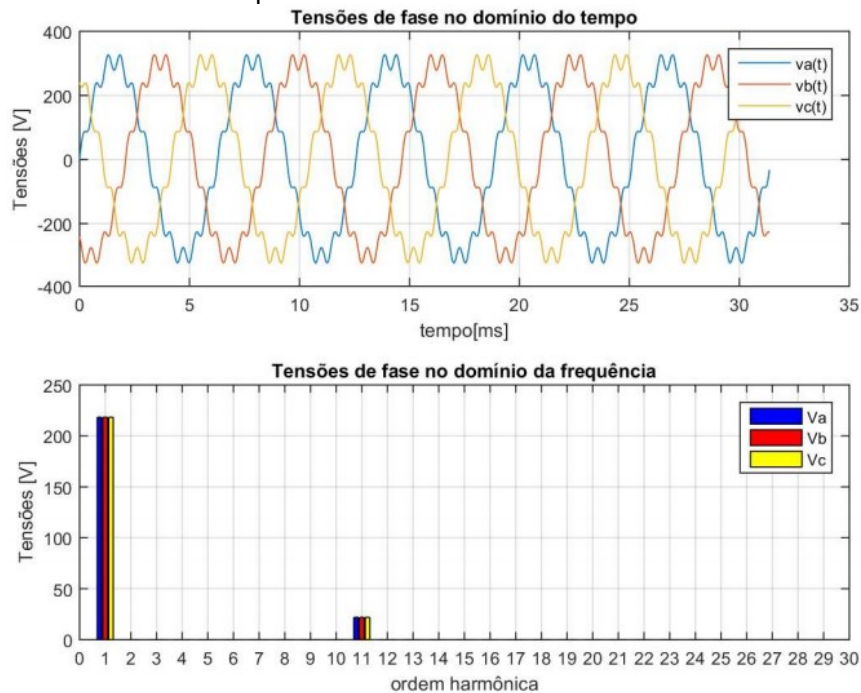 Tensões de fase no domínio do tempo
400
200
0
-200
-400
Tensões [V]
va(t)
vb(t)
vc(t)
0 5 10 15 20 25 30 35
tempo[ms]
Tensões de fase no domínio da frequência
250
200
150
100
50
0
Tensões [V]
Va
Vb
Vc
0 1 2 3 4 5 6 7 8 9 10 11 12 13 14 15 16 17 18 19 20 21 22 23 24 25 26 27 28 29 30
ordem harmônica